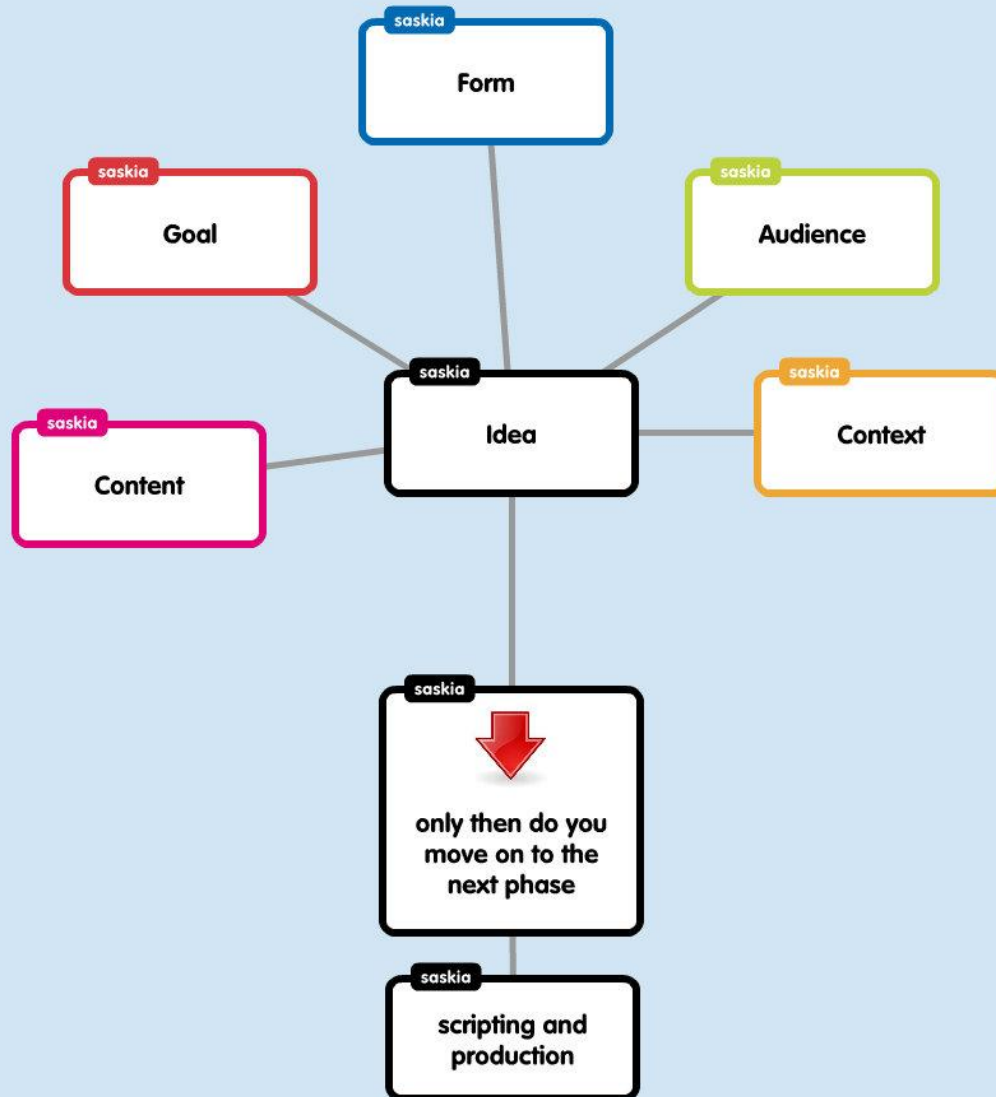 saskia
Form
saskia
Goal
saskia
Audience
saskia
Idea
saskia
Context
saskia
Content
saskia
only then do you
move on to the
next phase
saskia
scripting and
production